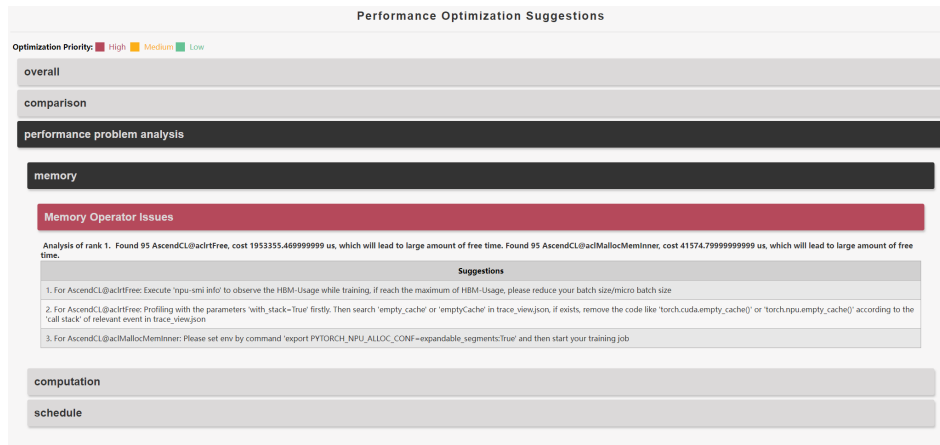 Performance Optimization Suggestions
Optimization Priority: High Medium Low
overall
comparison
performance problem analysis
memory
Memory Operator Issues
Analysis of rank 1. Found 95 AscendCL@aclrtFree, cost 1953355.469999999 us, which will lead to large amount of free time. Found 95 AscendCL@aclMallocMemInner, cost 41574.79999999999 us, which will lead to large amount of free
time.
Suggestions
1. For AscendCL@aclrtFree: Execute 'npu-smi info' to observe the HBM-Usage while training, if reach the maximum of HBM-Usage, please reduce your batch size/micro batch size
2. For AscendCL@aclrtFree: Profiling with the parameters 'with_stack=True' firstly. Then search 'empty_cache' or 'emptyCache' in trace_view.json, if exists, remove the code like 'torch.cuda.empty_cache()' or 'torch.npu.empty_cache()' according to the
'call stack' of relevant event in trace_view.json
3. For AscendCL@aclMallocMemInner: Please set env by command 'export PYTORCH_NPU_ALLOC_CONF=expandable_segments:True' and then start your training job
computation
schedule